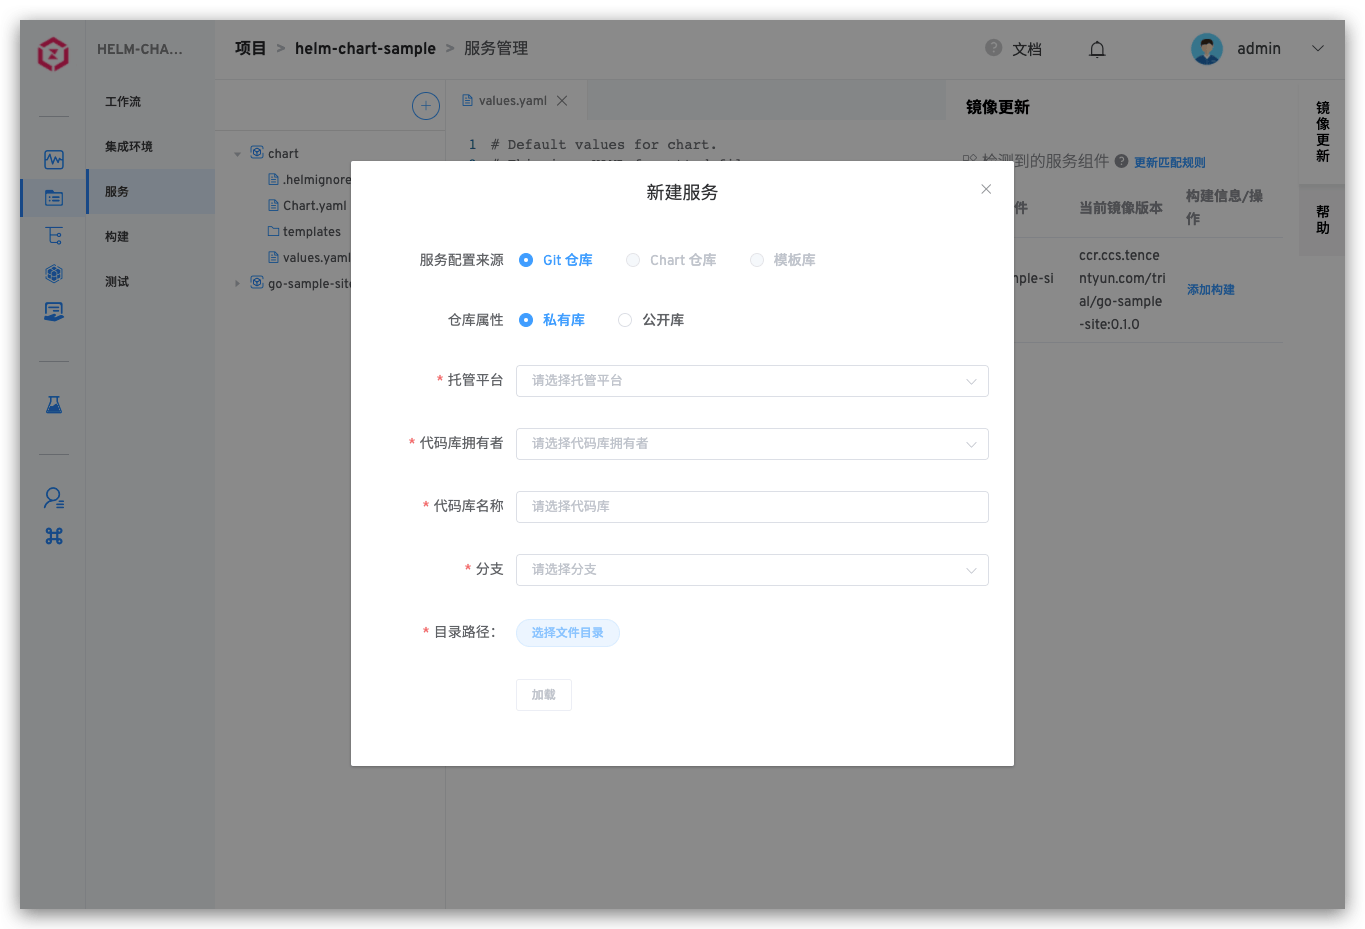 HELM-CHA...
项目 > helm-chart-sample > 服务管理
文档
admin
工作流
集成环境
服务
构建
测试
chart
.helmignore
Chart.yaml
templates
values.yaml
go-sample-site
values.yaml
1 # Default values for chart.
镜像更新
检测到的服务组件
更新匹配规则
件
当前镜像版本
构建信息/操
作
mple-si
ccr.ccs.tence
ntyun.com/tri
al/go-sample
-site:0.1.0
添加构建
镜像更新
帮助
新建服务
服务配置来源 Git 仓库 Chart 仓库 模板库
仓库属性 私有库 公开库
* 托管平台 请选择托管平台
* 代码库拥有者 请选择代码库拥有者
* 代码库名称 请选择代码库
* 分支 请选择分支
* 目录路径： 选择文件目录
加载